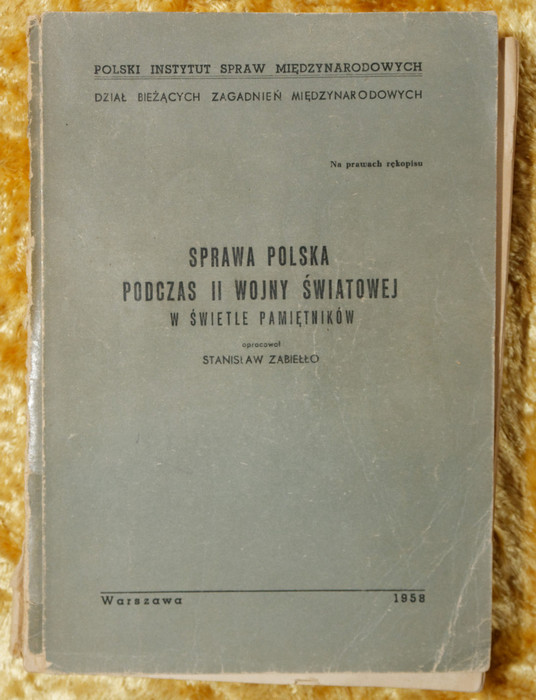 POLSKI INSTYTUT SPRAW MIĘDZYNARODOWYCH
DZIAŁ BIEŻĄCYCH ZAGADNIEŃ MIĘDZYNARODOWYCH
Na prawach rękopisu
SPRAWA POLSKA
PODCZAS II WOJNY ŚWIATOWEJ
W ŚWIETLE PAMIĘTNIKÓW
opracował
STANISŁAW ZABIEŁŁO
Warszawa 1958